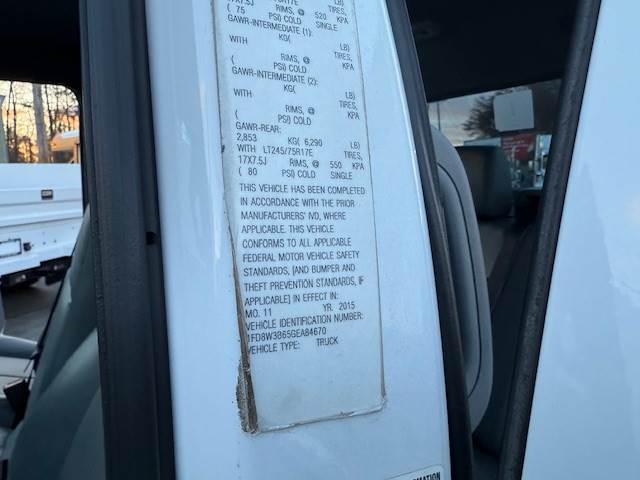 17X7.5J RIMS, @ 520 KPA
( 75 PSI) COLD SINGLE
GAWR-INTERMEDIATE (1):
KG( LB)
WITH TIRES,
RIMS, @ KPA
( PSI) COLD
GAWR-INTERMEDIATE (2):
KG( LB)
WITH TIRES,
RIMS, @ KPA
( PSI) COLD
GAWR-REAR:
2,853 KG( 6,290 LB)
WITH LT245/75R17E TIRES,
17X7.5J RIMS, @ 550 KPA
( 80 PSI) COLD SINGLE
THIS VEHICLE HAS BEEN COMPLETED
IN ACCORDANCE WITH THE PRIOR
MANUFACTURERS' IVD, WHERE
APPLICABLE. THIS VEHICLE
CONFORMS TO ALL APPLICABLE
FEDERAL MOTOR VEHICLE SAFETY
STANDARDS, [AND BUMPER AND
THEFT PREVENTION STANDARDS, IF
APPLICABLE] IN EFFECT IN:
MO. 11 YR. 2015
VEHICLE IDENTIFICATION NUMBER:
1FD8W3B65GEA84670
VEHICLE TYPE: TRUCK